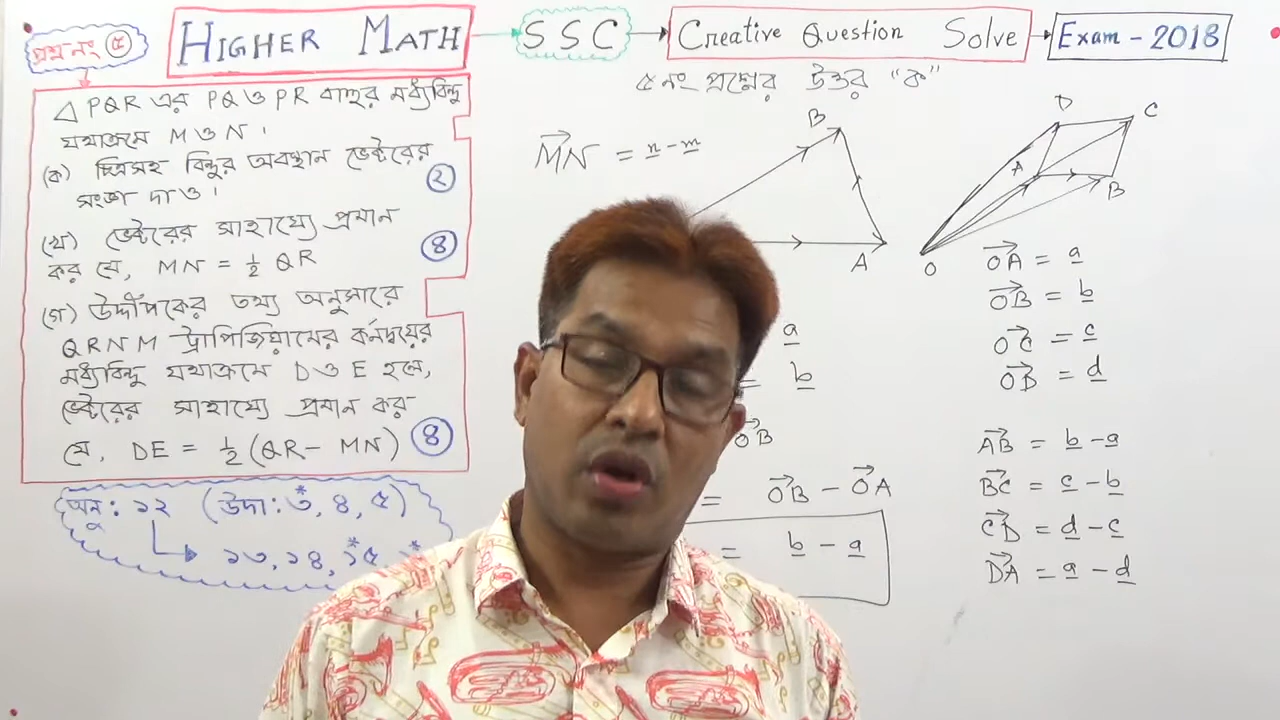 প্রশ্ন নং ৫
HIGHER MATH
SSC
Creative Question Solve
Exam - 2018
△ PQR এর PQ ও PR বাহুর মধ্যবিন্দু
যথাক্রমে M ও N ।
(ক) চিত্রসহ বিন্দুর অবস্থান ভেক্টরের
সংজ্ঞা দাও । ২
(খ) ভেক্টরের সাহায্যে প্রমান
কর যে, MN = ½ QR ৪
(গ) উদ্দীপকের তথ্য অনুসারে
QRNM ট্রাপিজিয়ামের কর্নদ্বয়ের
মধ্যবিন্দু যথাক্রমে D ও E হলে,
ভেক্টরের সাহায্যে প্রমান কর
যে, DE = ½ (QR - MN) ৪
অনু: ১২ (উদা: ৩*, ৪, ৫)
১৩, ১৪, ১৫*
৫ নং প্রশ্নের উত্তর "ক"
MN⃗ = n̲ - m̲
B
A
a̲
= b̲
OB⃗
= OB⃗ - OA⃗
= b̲ - a̲
D
C
A
B
O
OA⃗ = a̲
OB⃗ = b̲
OC⃗ = c̲
OD⃗ = d̲
AB⃗ = b̲ - a̲
BC⃗ = c̲ - b̲
CD⃗ = d̲ - c̲
DA⃗ = a̲ - d̲